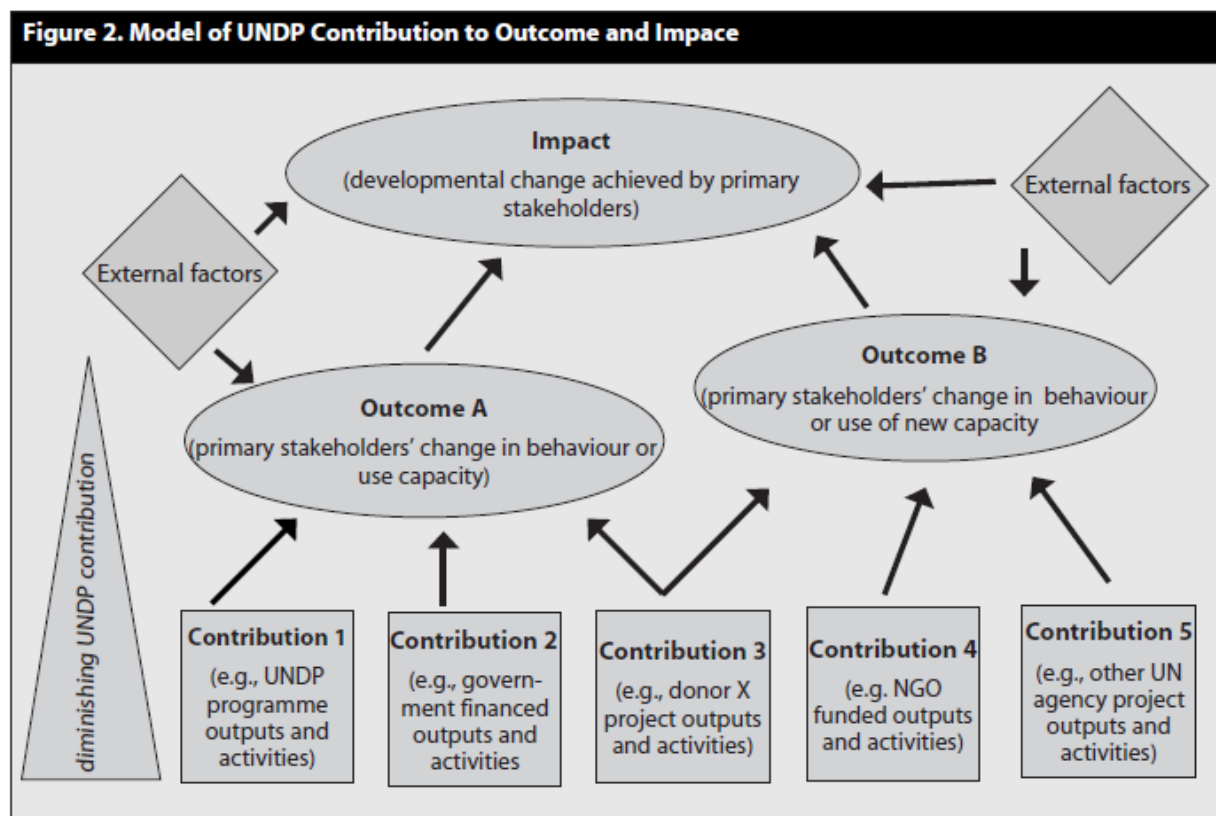 Figure 2. Model of UNDP Contribution to Outcome and Impace
Impact
(developmental change achieved by primary
stakeholders)
External factors
External factors
Outcome B
(primary stakeholders' change in behaviour
or use of new capacity
Outcome A
(primary stakeholders' change in behaviour or
use capacity)
diminishing UNDP contribution
Contribution 1
(e.g., UNDP
programme
outputs and
activities)
Contribution 2
(e.g., govern-
ment financed
outputs and
activities
Contribution 3
(e.g., donor X
project outputs
and activities)
Contribution 4
(e.g. NGO
funded outputs
and activities)
Contribution 5
(e.g., other UN
agency project
outputs and
activities)